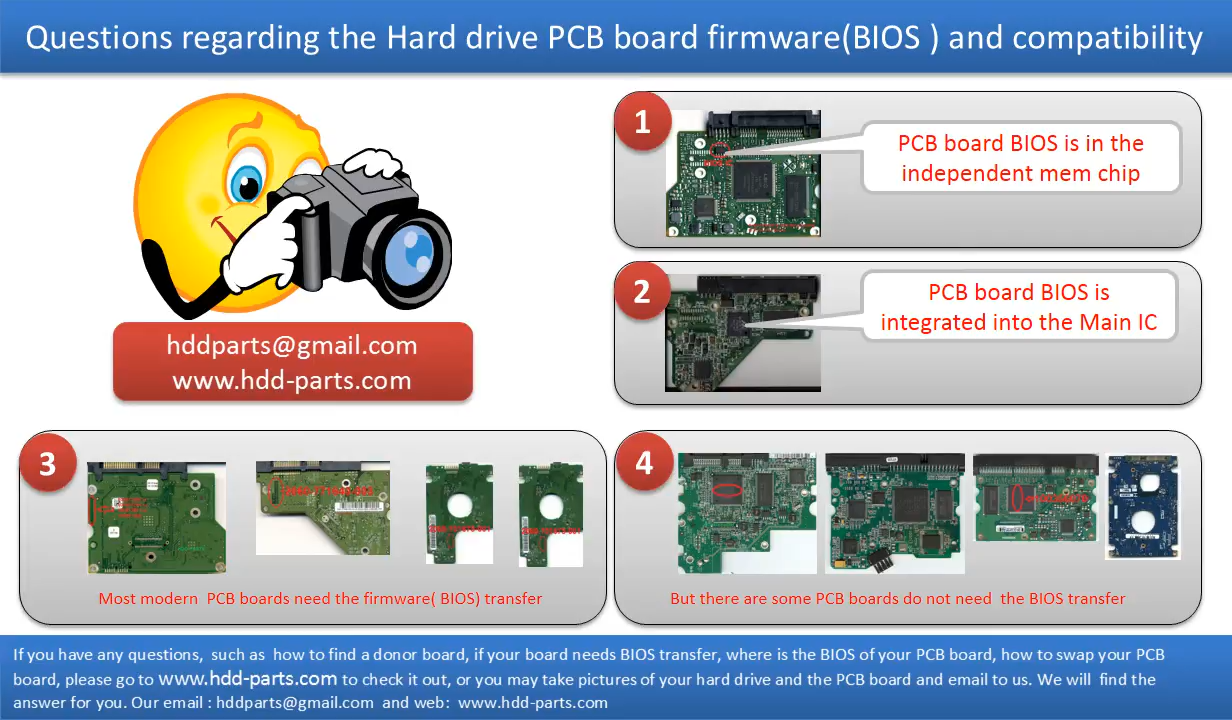 Questions regarding the Hard drive PCB board firmware(BIOS ) and compatibility
hddparts@gmail.com
www.hdd-parts.com
1
PCB board BIOS is in the
independent mem chip
2
PCB board BIOS is
integrated into the Main IC
3
Most modern PCB boards need the firmware( BIOS) transfer
4
But there are some PCB boards do not need the BIOS transfer
If you have any questions, such as how to find a donor board, if your board needs BIOS transfer, where is the BIOS of your PCB board, how to swap your PCB
board, please go to www.hdd-parts.com to check it out, or you may take pictures of your hard drive and the PCB board and email to us. We will find the
answer for you. Our email : hddparts@gmail.com and web: www.hdd-parts.com